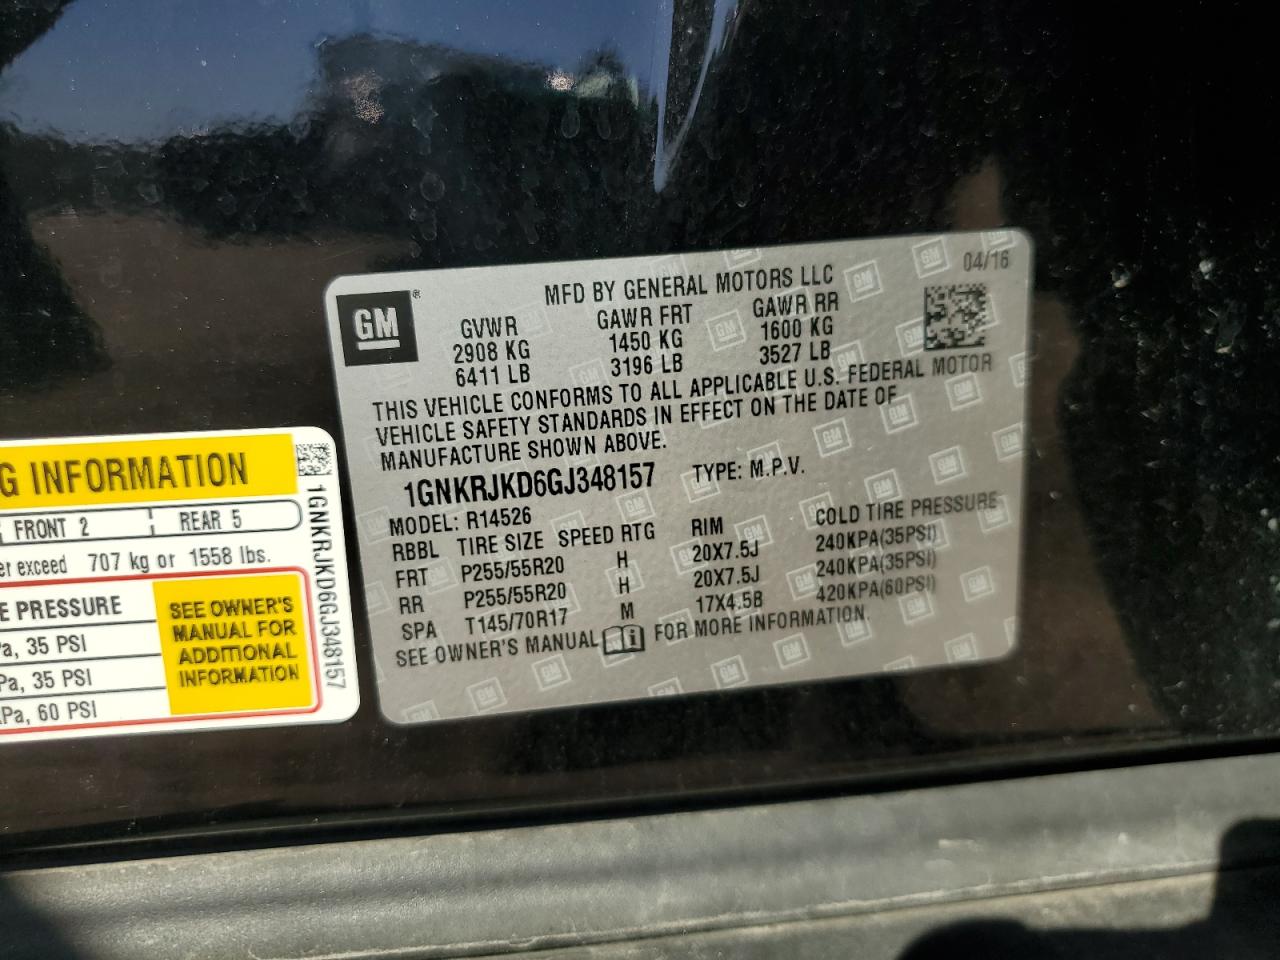 GM
®
MFD BY GENERAL MOTORS LLC
04/16
GVWR GAWR FRT GAWR RR
2908 KG 1450 KG 1600 KG
6411 LB 3196 LB 3527 LB
THIS VEHICLE CONFORMS TO ALL APPLICABLE U.S. FEDERAL MOTOR
VEHICLE SAFETY STANDARDS IN EFFECT ON THE DATE OF
MANUFACTURE SHOWN ABOVE.
1GNKRJKD6GJ348157 TYPE: M.P.V.
MODEL: R14526
RBBL TIRE SIZE SPEED RTG RIM COLD TIRE PRESSURE
FRT P255/55R20 H 20X7.5J 240KPA(35PSI)
RR P255/55R20 H 20X7.5J 240KPA(35PSI)
SPA T145/70R17 M 17X4.5B 420KPA(60PSI)
SEE OWNER'S MANUAL FOR MORE INFORMATION.
G INFORMATION
FRONT 2 REAR 5
er exceed 707 kg or 1558 lbs.
E PRESSURE
Pa, 35 PSI
Pa, 35 PSI
Pa, 60 PSI
SEE OWNER'S
MANUAL FOR
ADDITIONAL
INFORMATION
1GNKRJKD6GJ348157